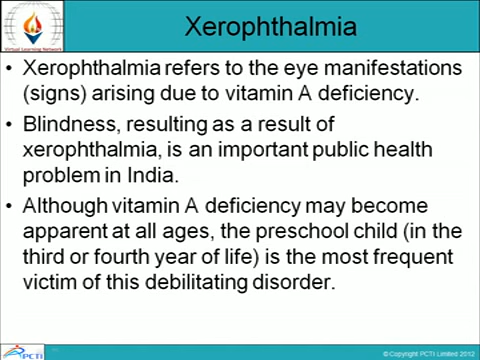 Xerophthalmia
Virtual Learning Network
• Xerophthalmia refers to the eye manifestations
(signs) arising due to vitamin A deficiency.
• Blindness, resulting as a result of
xerophthalmia, is an important public health
problem in India.
• Although vitamin A deficiency may become
apparent at all ages, the preschool child (in the
third or fourth year of life) is the most frequent
victim of this debilitating disorder.
PCTI
© Copyright PCTI Limited 2012